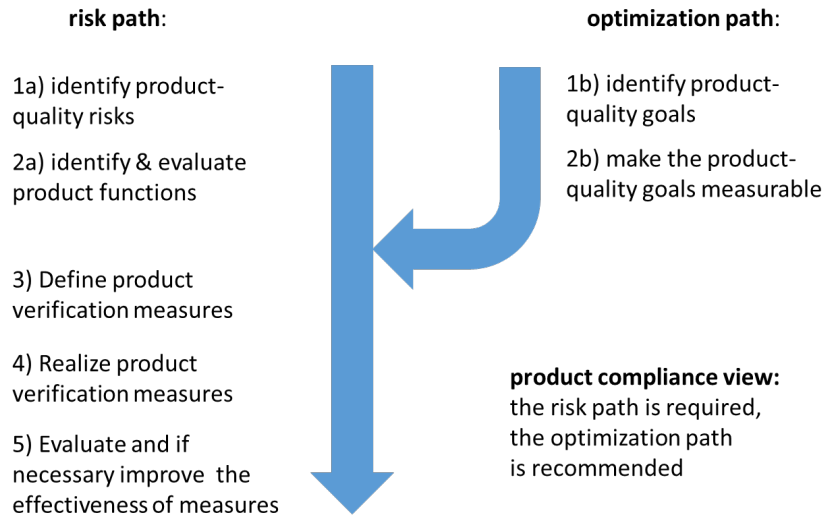 risk path:
1a) identify product-
quality risks
2a) identify & evaluate
product functions
3) Define product
verification measures
4) Realize product
verification measures
5) Evaluate and if
necessary improve  the
effectiveness of measures
optimization path:
1b) identify product-
quality goals
2b) make the product-
quality goals measurable
product compliance view:
the risk path is required,
the optimization path
is recommended